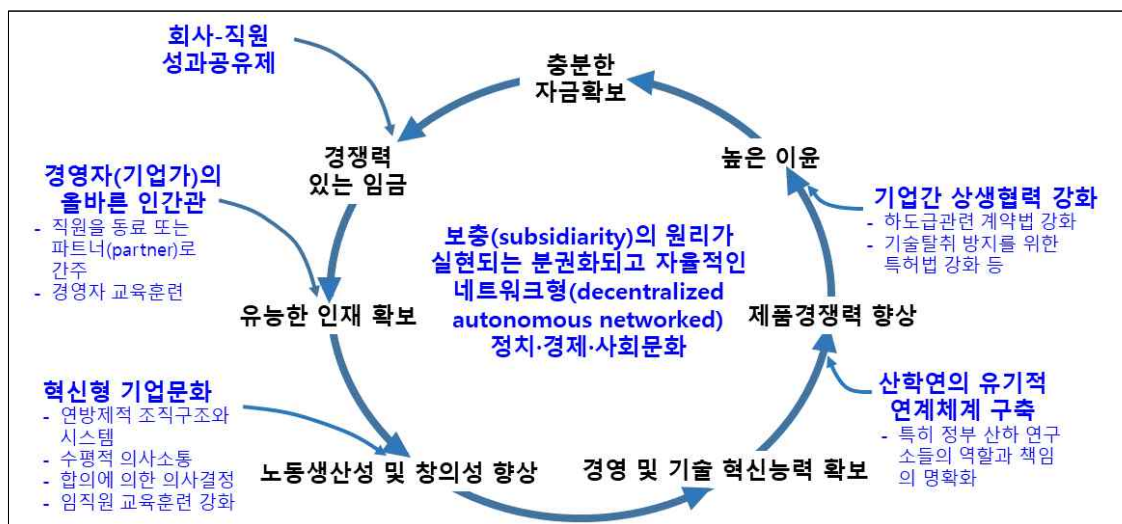 회사-직원
성과공유제
충분한
자금확보
경쟁력
있는 임금
높은 이윤
경영자(기업가)의
올바른 인간관
- 직원을 동료 또는
파트너(partner)로
간주
- 경영자 교육훈련
기업간 상생협력 강화
- 하도급관련 계약법 강화
- 기술탈취 방지를 위한
특허법 강화 등
보충(subsidiarity)의 원리가
실현되는 분권화되고 자율적인
네트워크형(decentralized
autonomous networked)
정치·경제·사회문화
유능한 인재 확보
제품경쟁력 향상
혁신형 기업문화
- 연방제적 조직구조와
시스템
- 수평적 의사소통
- 합의에 의한 의사결정
- 임직원 교육훈련 강화
산학연의 유기적
연계체계 구축
- 특히 정부 산하 연구
소들의 역할과 책임
의 명확화
노동생산성 및 창의성 향상
경영 및 기술 혁신능력 확보